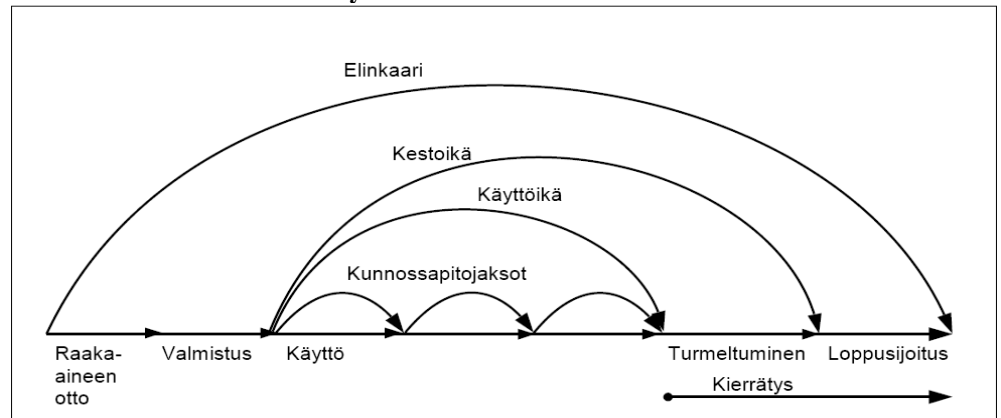 Elinkaari
Kestoikä
Käyttöikä
Kunnossapitojaksot
Raaka-
aineen
otto
Valmistus
Käyttö
Turmeltuminen
Loppusijoitus
Kierrätys